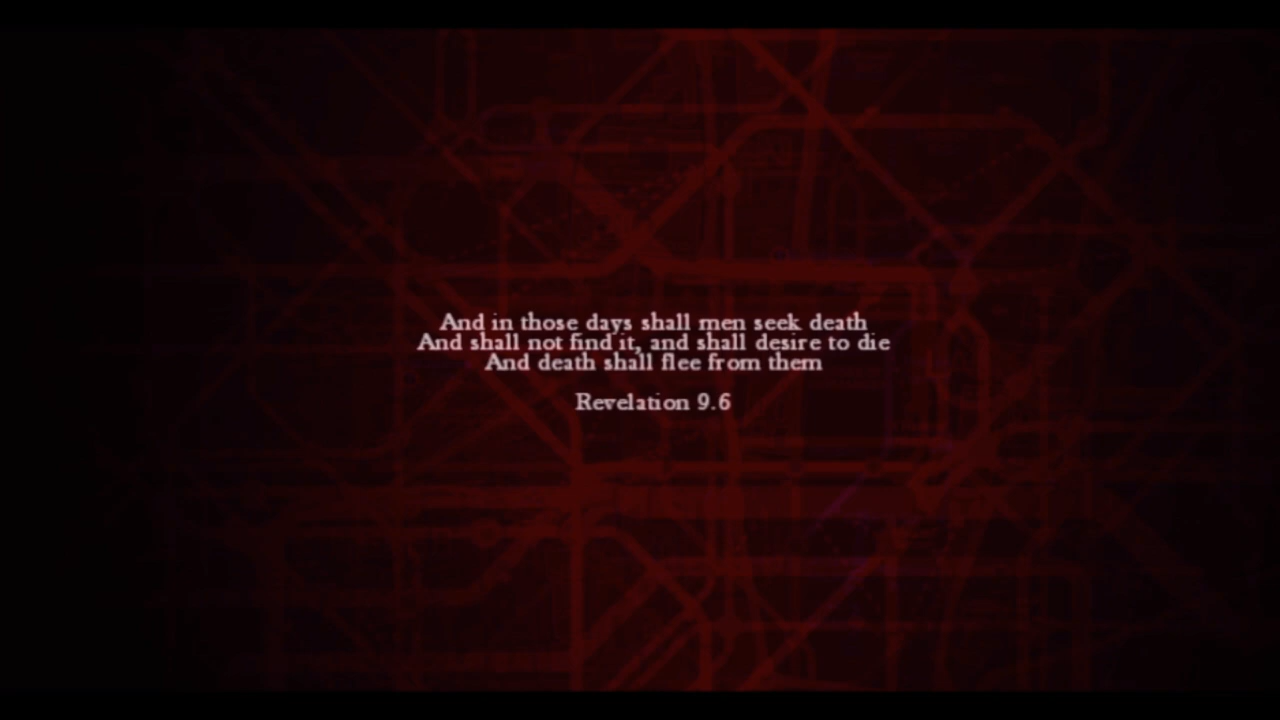 And in those days shall men seek death
And shall not find it, and shall desire to die
And death shall flee from them
Revelation 9.6